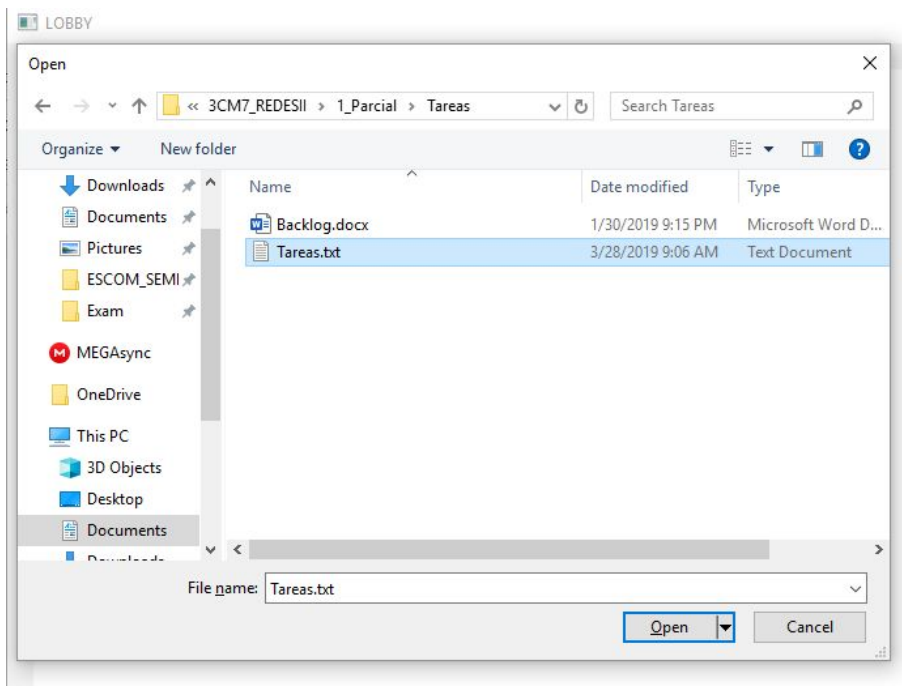 LOBBY
Open
« 3CM7_REDESII > 1_Parcial > Tareas
Search Tareas
Organize
New folder
Name
Date modified
Type
Downloads
Documents
Pictures
ESCOM_SEMI
Exam
MEGAsync
OneDrive
This PC
3D Objects
Desktop
Documents
Downloads
Backlog.docx 1/30/2019 9:15 PM Microsoft Word D...
Tareas.txt 3/28/2019 9:06 AM Text Document
File name: Tareas.txt
Open
Cancel